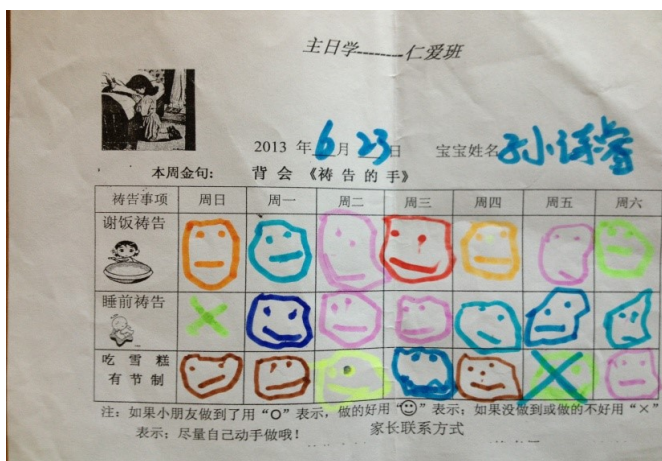 主日学-------仁爱班
2013 年 6 月 23 日 宝宝姓名 孙小
本周金句: 背会《祷告的手》
祷告事项 周日 周一 周二 周三 周四 周五 周六
谢饭祷告
睡前祷告 ×
吃雪糕 ×
有节制
注:如果小朋友做到了用“O”表示,做的好用“☺”表示;如果没做到或做的不好用“×”
表示;尽量自己动手做哦! 家长联系方式